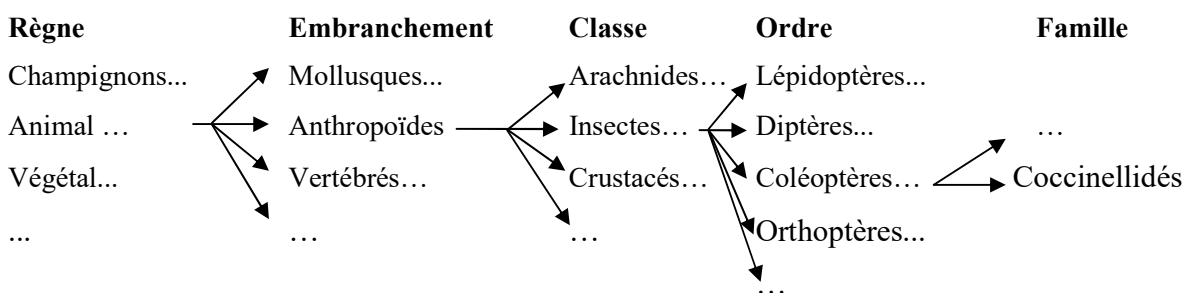 Règne Embranchement Classe Ordre Famille
Champignons... Mollusques... Arachnides… Lépidoptères...
Animal … Anthropoïdes Insectes… Diptères... …
Végétal... Vertébrés… Crustacés… Coléoptères… Coccinellidés
... … … Orthoptères...
…